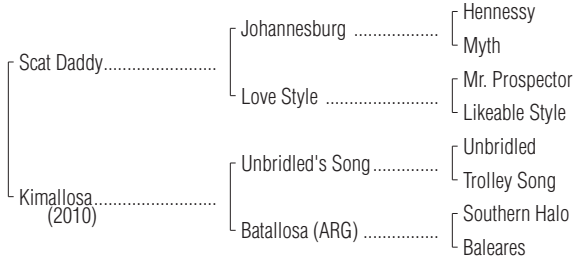 Hennessy
Johannesburg ..................
Myth
Scat Daddy........................
Mr. Prospector
Love Style ........................
Likeable Style
Unbridled
Unbridled's Song.................
Trolley Song
Kimallosa..........................
(2010)
Southern Halo
Batallosa (ARG) ................
Baleares